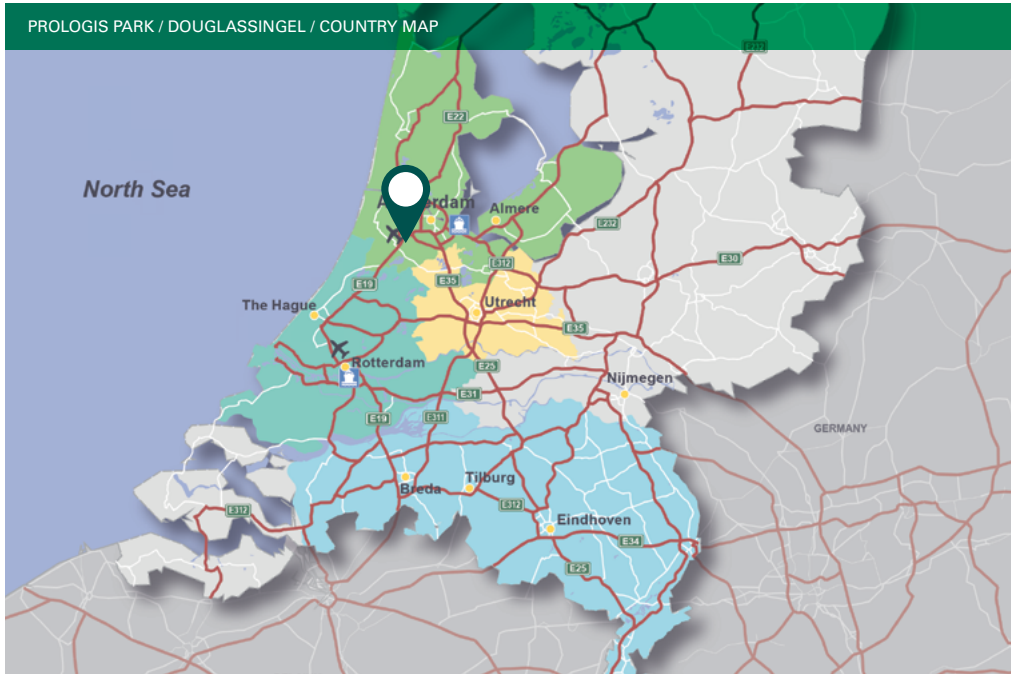 PROLOGIS PARK / DOUGLASSINGEL / COUNTRY MAP
E232
E22
North Sea
Almere
E232
E30
E312
E35
E19
The Hague
Utrecht
E35
Rotterdam
E25
Nijmegen
E31
E19
E311
GERMANY
Tilburg
Breda
E312
E312
Eindhoven
E34
E25